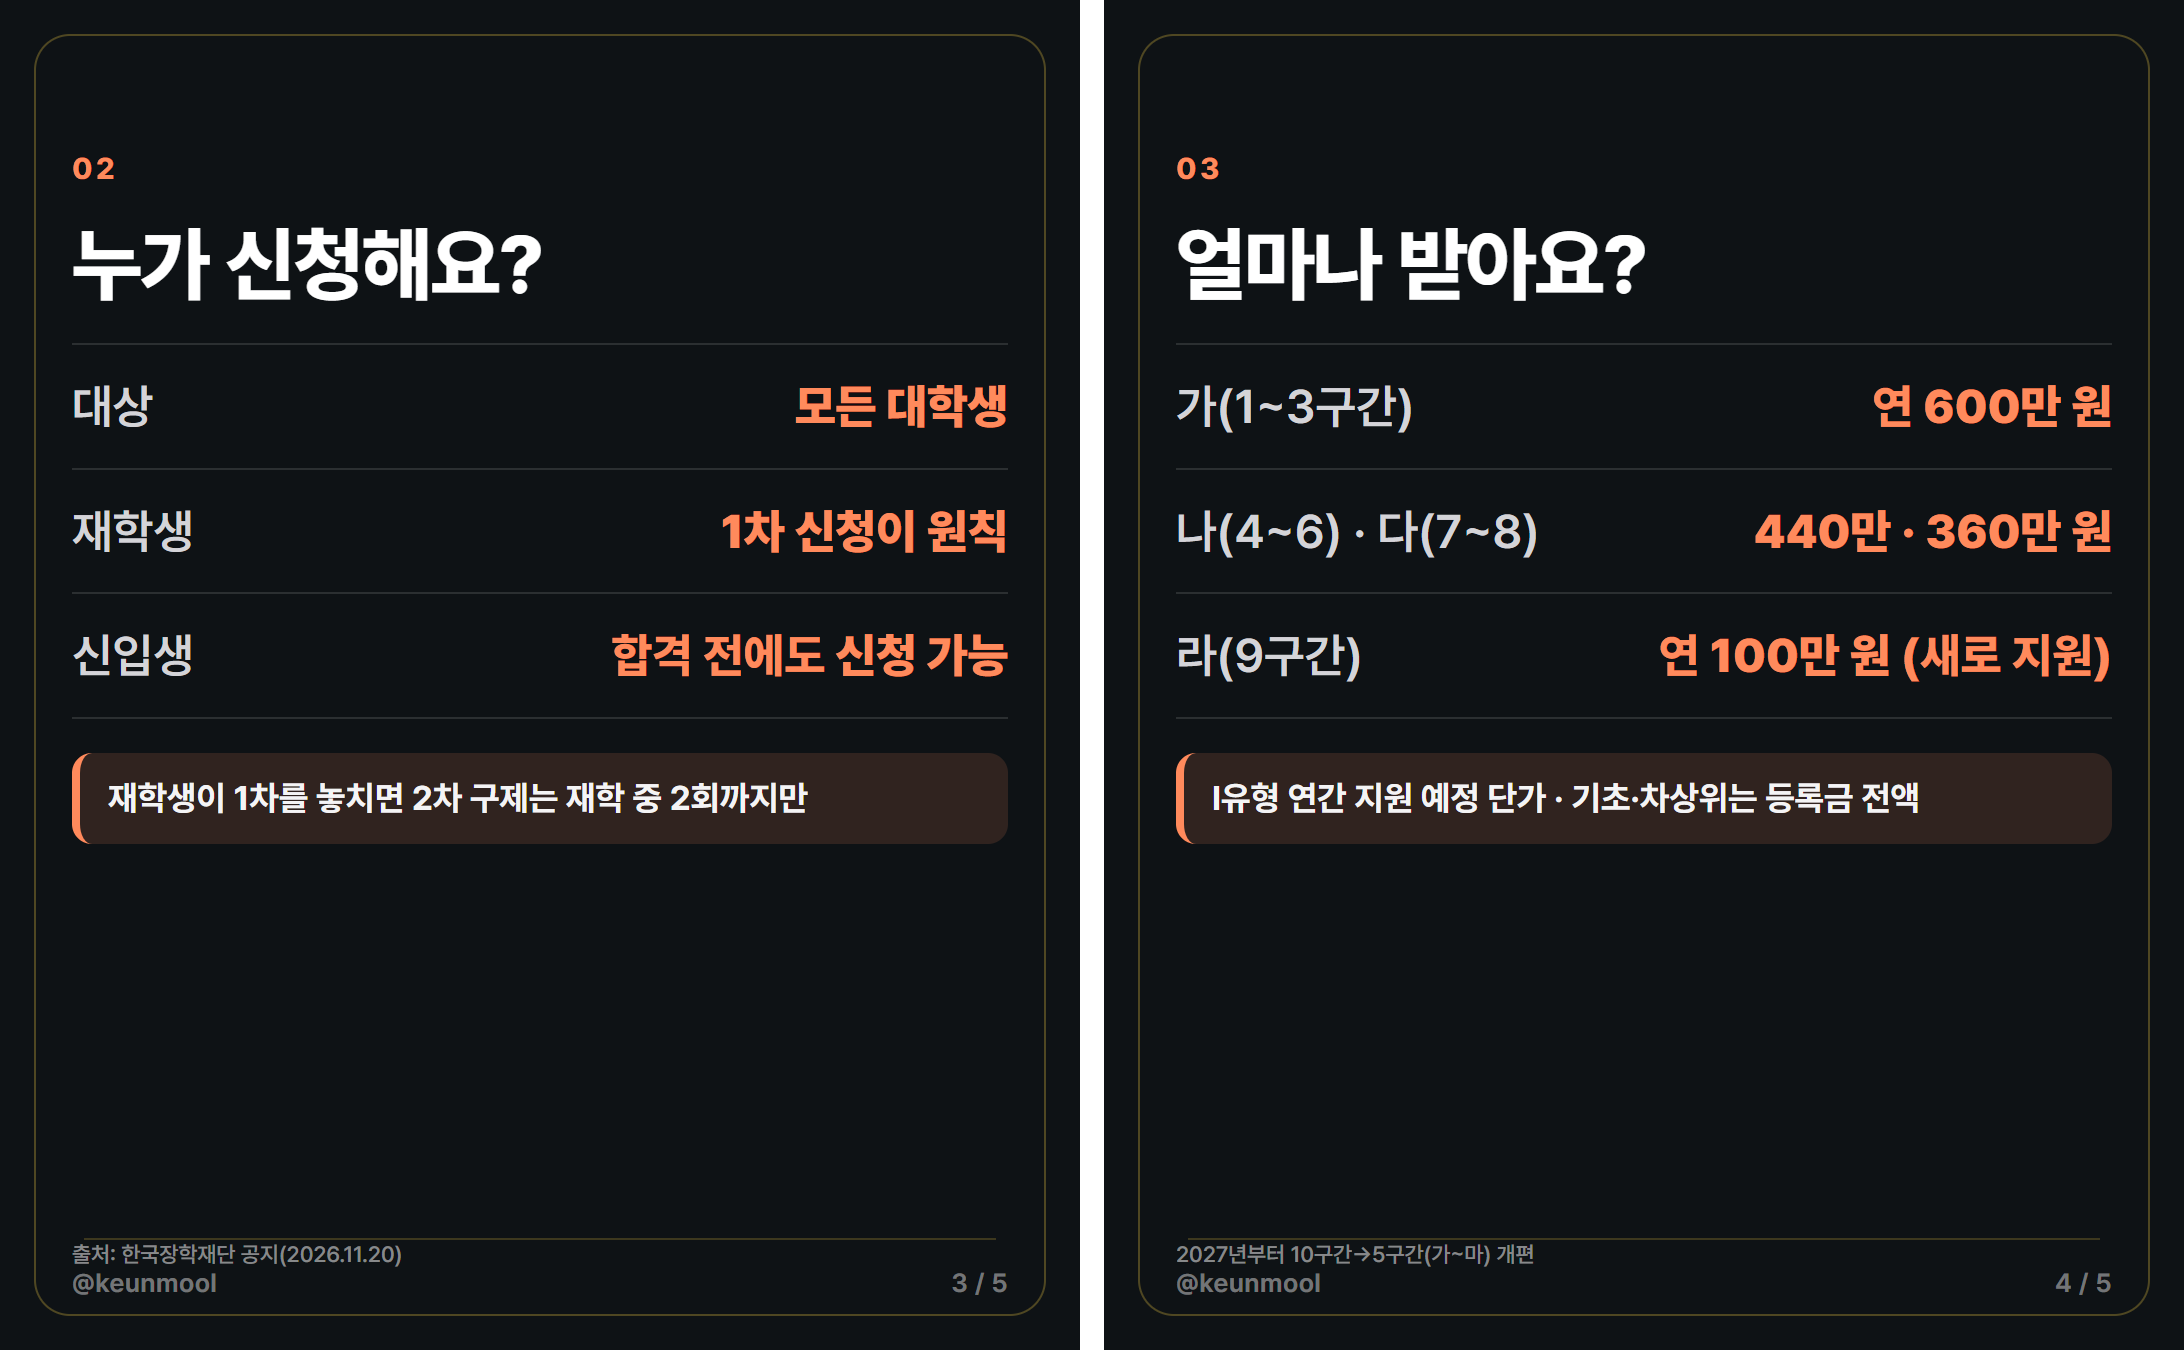 02
누가 신청해요?
대상 모든 대학생
재학생 1차 신청이 원칙
신입생 합격 전에도 신청 가능
재학생이 1차를 놓치면 2차 구제는 재학 중 2회까지만
출처: 한국장학재단 공지(2026.11.20)
@keunmool 3 / 5
03
얼마나 받아요?
가(1~3구간) 연 600만 원
나(4~6) · 다(7~8) 440만 · 360만 원
라(9구간) 연 100만 원 (새로 지원)
I유형 연간 지원 예정 단가 · 기초·차상위는 등록금 전액
2027년부터 10구간→5구간(가~마) 개편
@keunmool 4 / 5